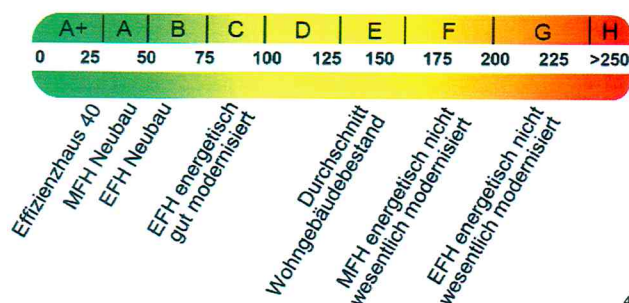 A+ A B C D E F G H
0 25 50 75 100 125 150 175 200 225 >250
Effizienzhaus 40
MFH Neubau
EFH Neubau
EFH energetisch
gut modernisiert
Durchschnitt
Wohngebäudebestand
MFH energetisch nicht
wesentlich modernisiert
EFH energetisch nicht
wesentlich modernisiert